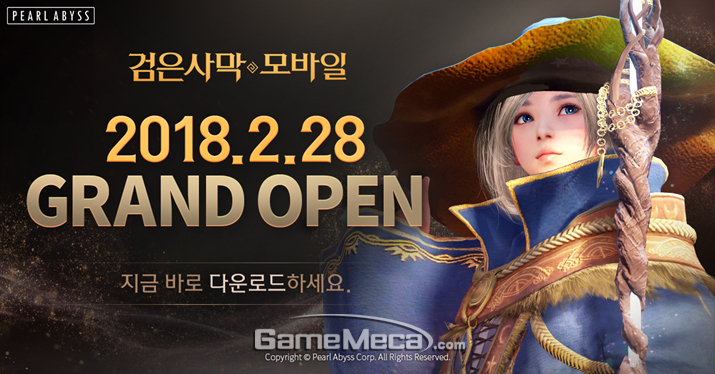 PEARL ABYSS
검은사막 모바일
2018.2.28
GRAND OPEN
지금 바로 다운로드하세요.
GameMeca.com
Copyright © Pearl Abyss Corp. All Rights Reserved.